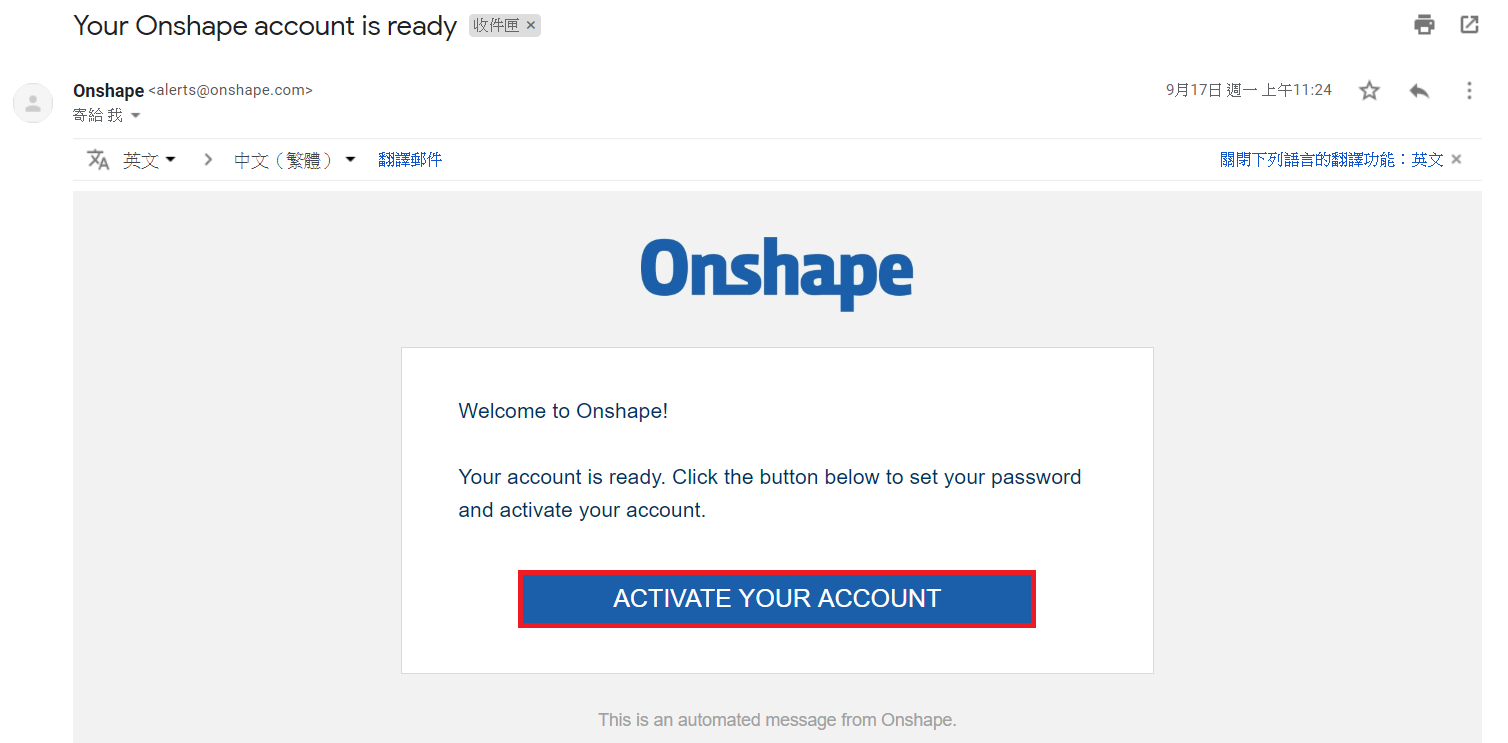 Your Onshape account is ready 收件匣 ×
Onshape <alerts@onshape.com> 9月17日 週一 上午11:24
寄給 我
英文 > 中文（繁體） 翻譯郵件 關閉下列語言的翻譯功能：英文 ×
Onshape
Welcome to Onshape!
Your account is ready. Click the button below to set your password
and activate your account.
ACTIVATE YOUR ACCOUNT
This is an automated message from Onshape.